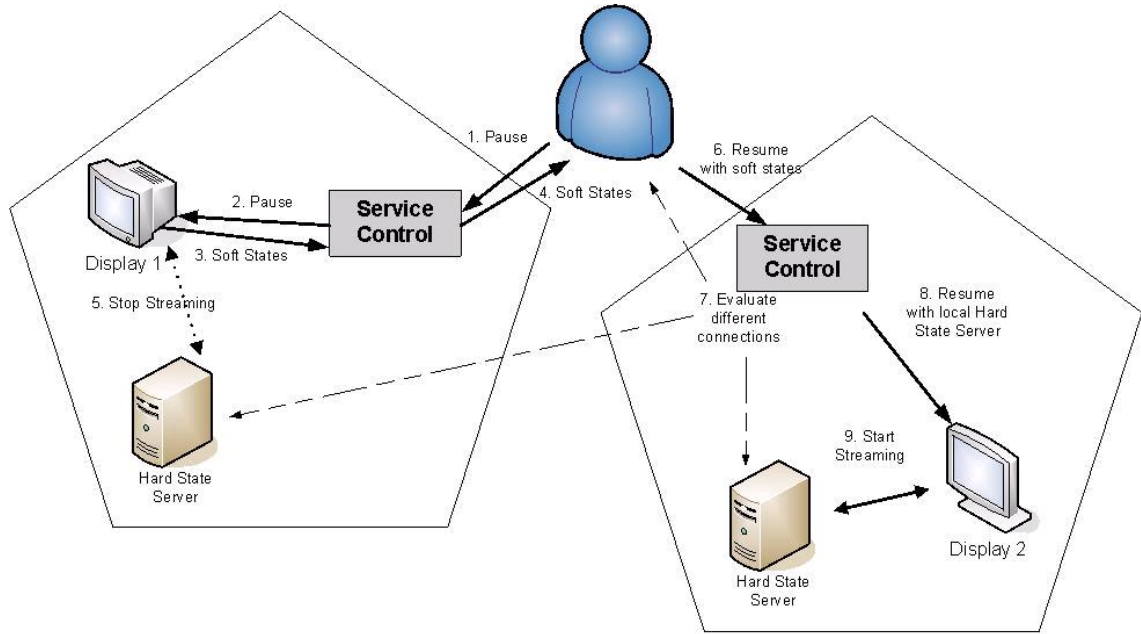 1. Pause
2. Pause
Service
Control
3. Soft States
4. Soft States
Display 1
5. Stop Streaming
Hard State
Server
6. Resume
with soft states
Service
Control
7. Evaluate
different
connections
8. Resume
with local Hard
State Server
9. Start
Streaming
Hard State
Server
Display 2